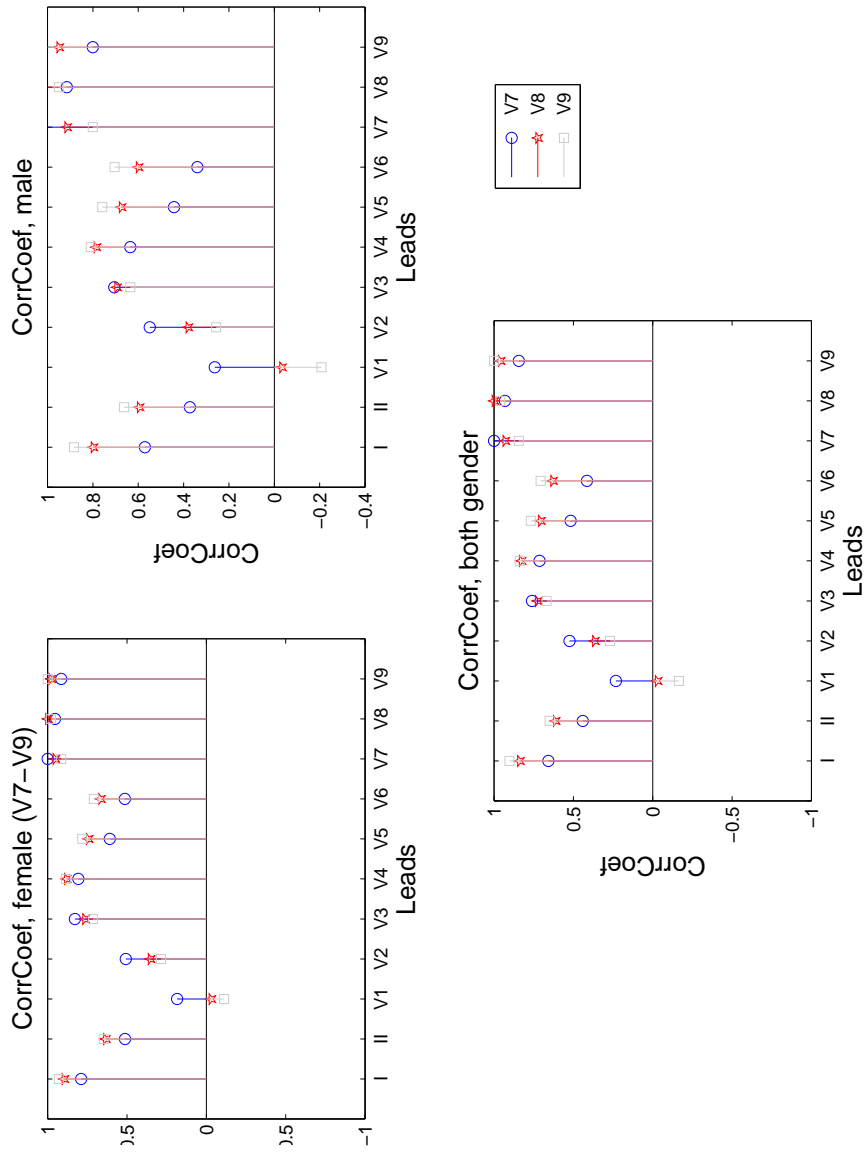 CorrCoef, female (V7−V9)
1
0.5
0
0.5
−1
I II V1 V2 V3 V4 V5 V6 V7 V8 V9
Leads
CorrCoef, male
1
0.8
0.6
0.4
0.2
0
−0.2
−0.4
CorrCoef
I II V1 V2 V3 V4 V5 V6 V7 V8 V9
Leads
CorrCoef, both gender
1
0.5
0
−0.5
−1
CorrCoef
I II V1 V2 V3 V4 V5 V6 V7 V8 V9
Leads
V7
V8
V9